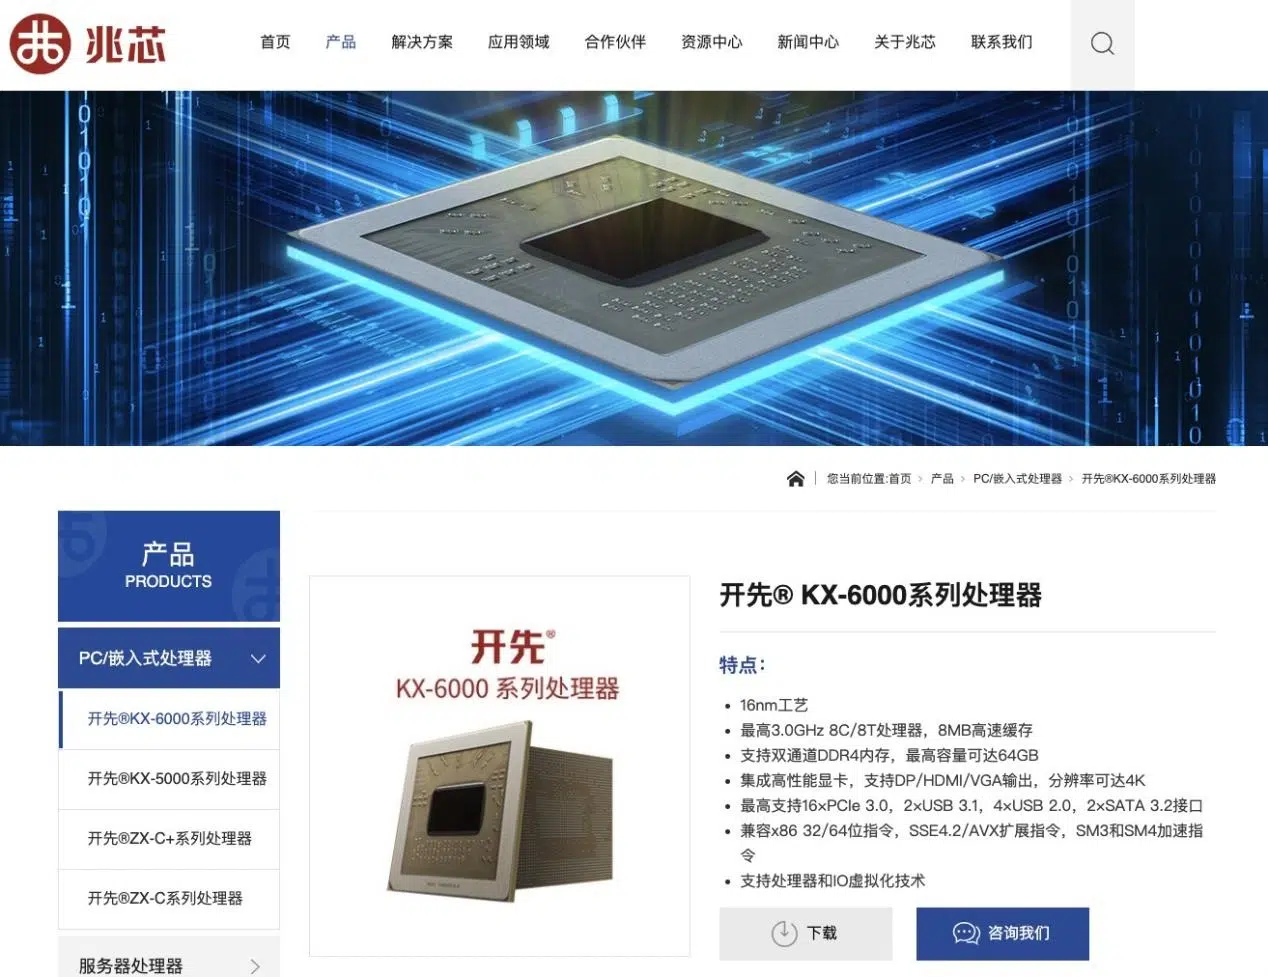 兆芯
首页 产品 解决方案 应用领域 合作伙伴 资源中心 新闻中心 关于兆芯 联系我们
您当前位置:首页 > 产品 > PC/嵌入式处理器 > 开先®KX-6000系列处理器
产品
PRODUCTS
PC/嵌入式处理器
开先®KX-6000系列处理器
开先®KX-5000系列处理器
开先®ZX-C+系列处理器
开先®ZX-C系列处理器
服务器处理器
开先®
KX-6000 系列处理器
开先® KX-6000系列处理器
特点：
• 16nm工艺
• 最高3.0GHz 8C/8T处理器，8MB高速缓存
• 支持双通道DDR4内存，最高容量可达64GB
• 集成高性能显卡，支持DP/HDMI/VGA输出，分辨率可达4K
• 最高支持16×PCIe 3.0，2×USB 3.1，4×USB 2.0，2×SATA 3.2接口
• 兼容x86 32/64位指令，SSE4.2/AVX扩展指令，SM3和SM4加速指
令
• 支持处理器和IO虚拟化技术
下载
咨询我们